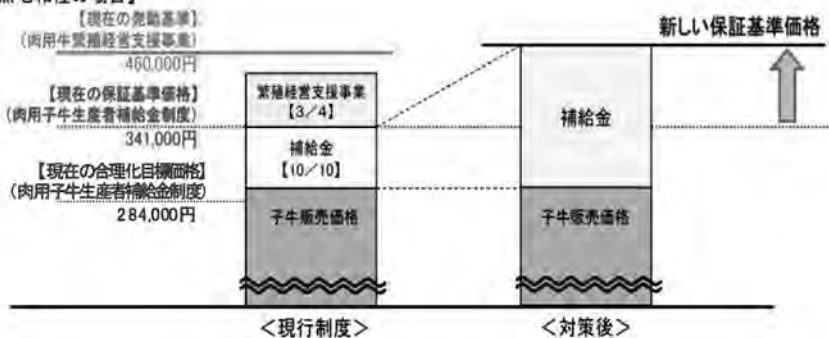 【現在の発動基準】
(肉用牛繁殖経営支援事業)
460,000円
新しい保証基準価格
【現在の保証基準価格】
(肉用子牛生産者補給金制度)
341,000円
繁殖経営支援事業
【3/4】
補給金
【10/10】
補給金
【現在の合理化目標価格】
(肉用子牛生産者補給金制度)
284,000円
子牛販売価格
子牛販売価格
<現行制度>
<対策後>